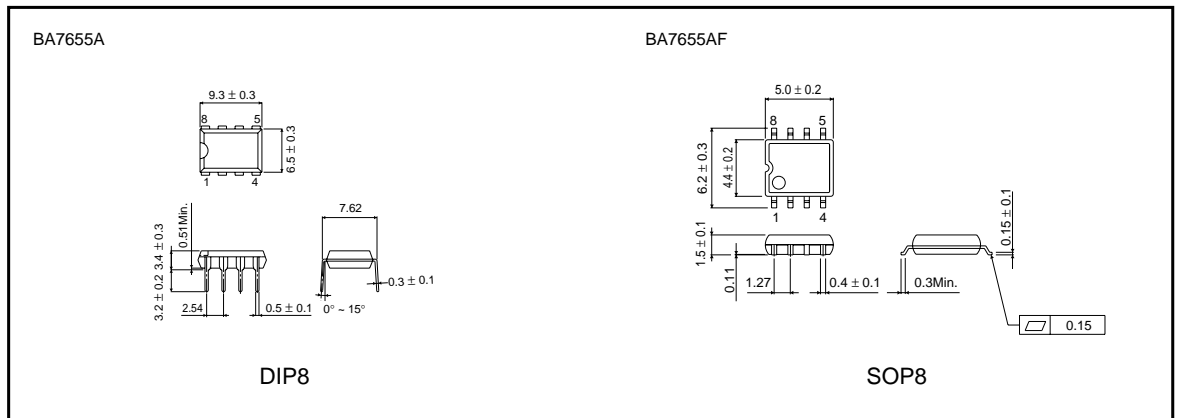 BA7655A
9.3 ± 0.3
8 5
6.5 ± 0.3
1 4
0.51Min.
3.4 ± 0.3
3.2 ± 0.2
7.62
2.54
0.5 ± 0.1
0° ~ 15°
0.3 ± 0.1
DIP8
BA7655AF
5.0 ± 0.2
8 5
6.2 ± 0.3
4.4 ± 0.2
1 4
1.5 ± 0.1
0.11
1.27
0.4 ± 0.1
0.3Min.
0.15 ± 0.1
0.15
SOP8